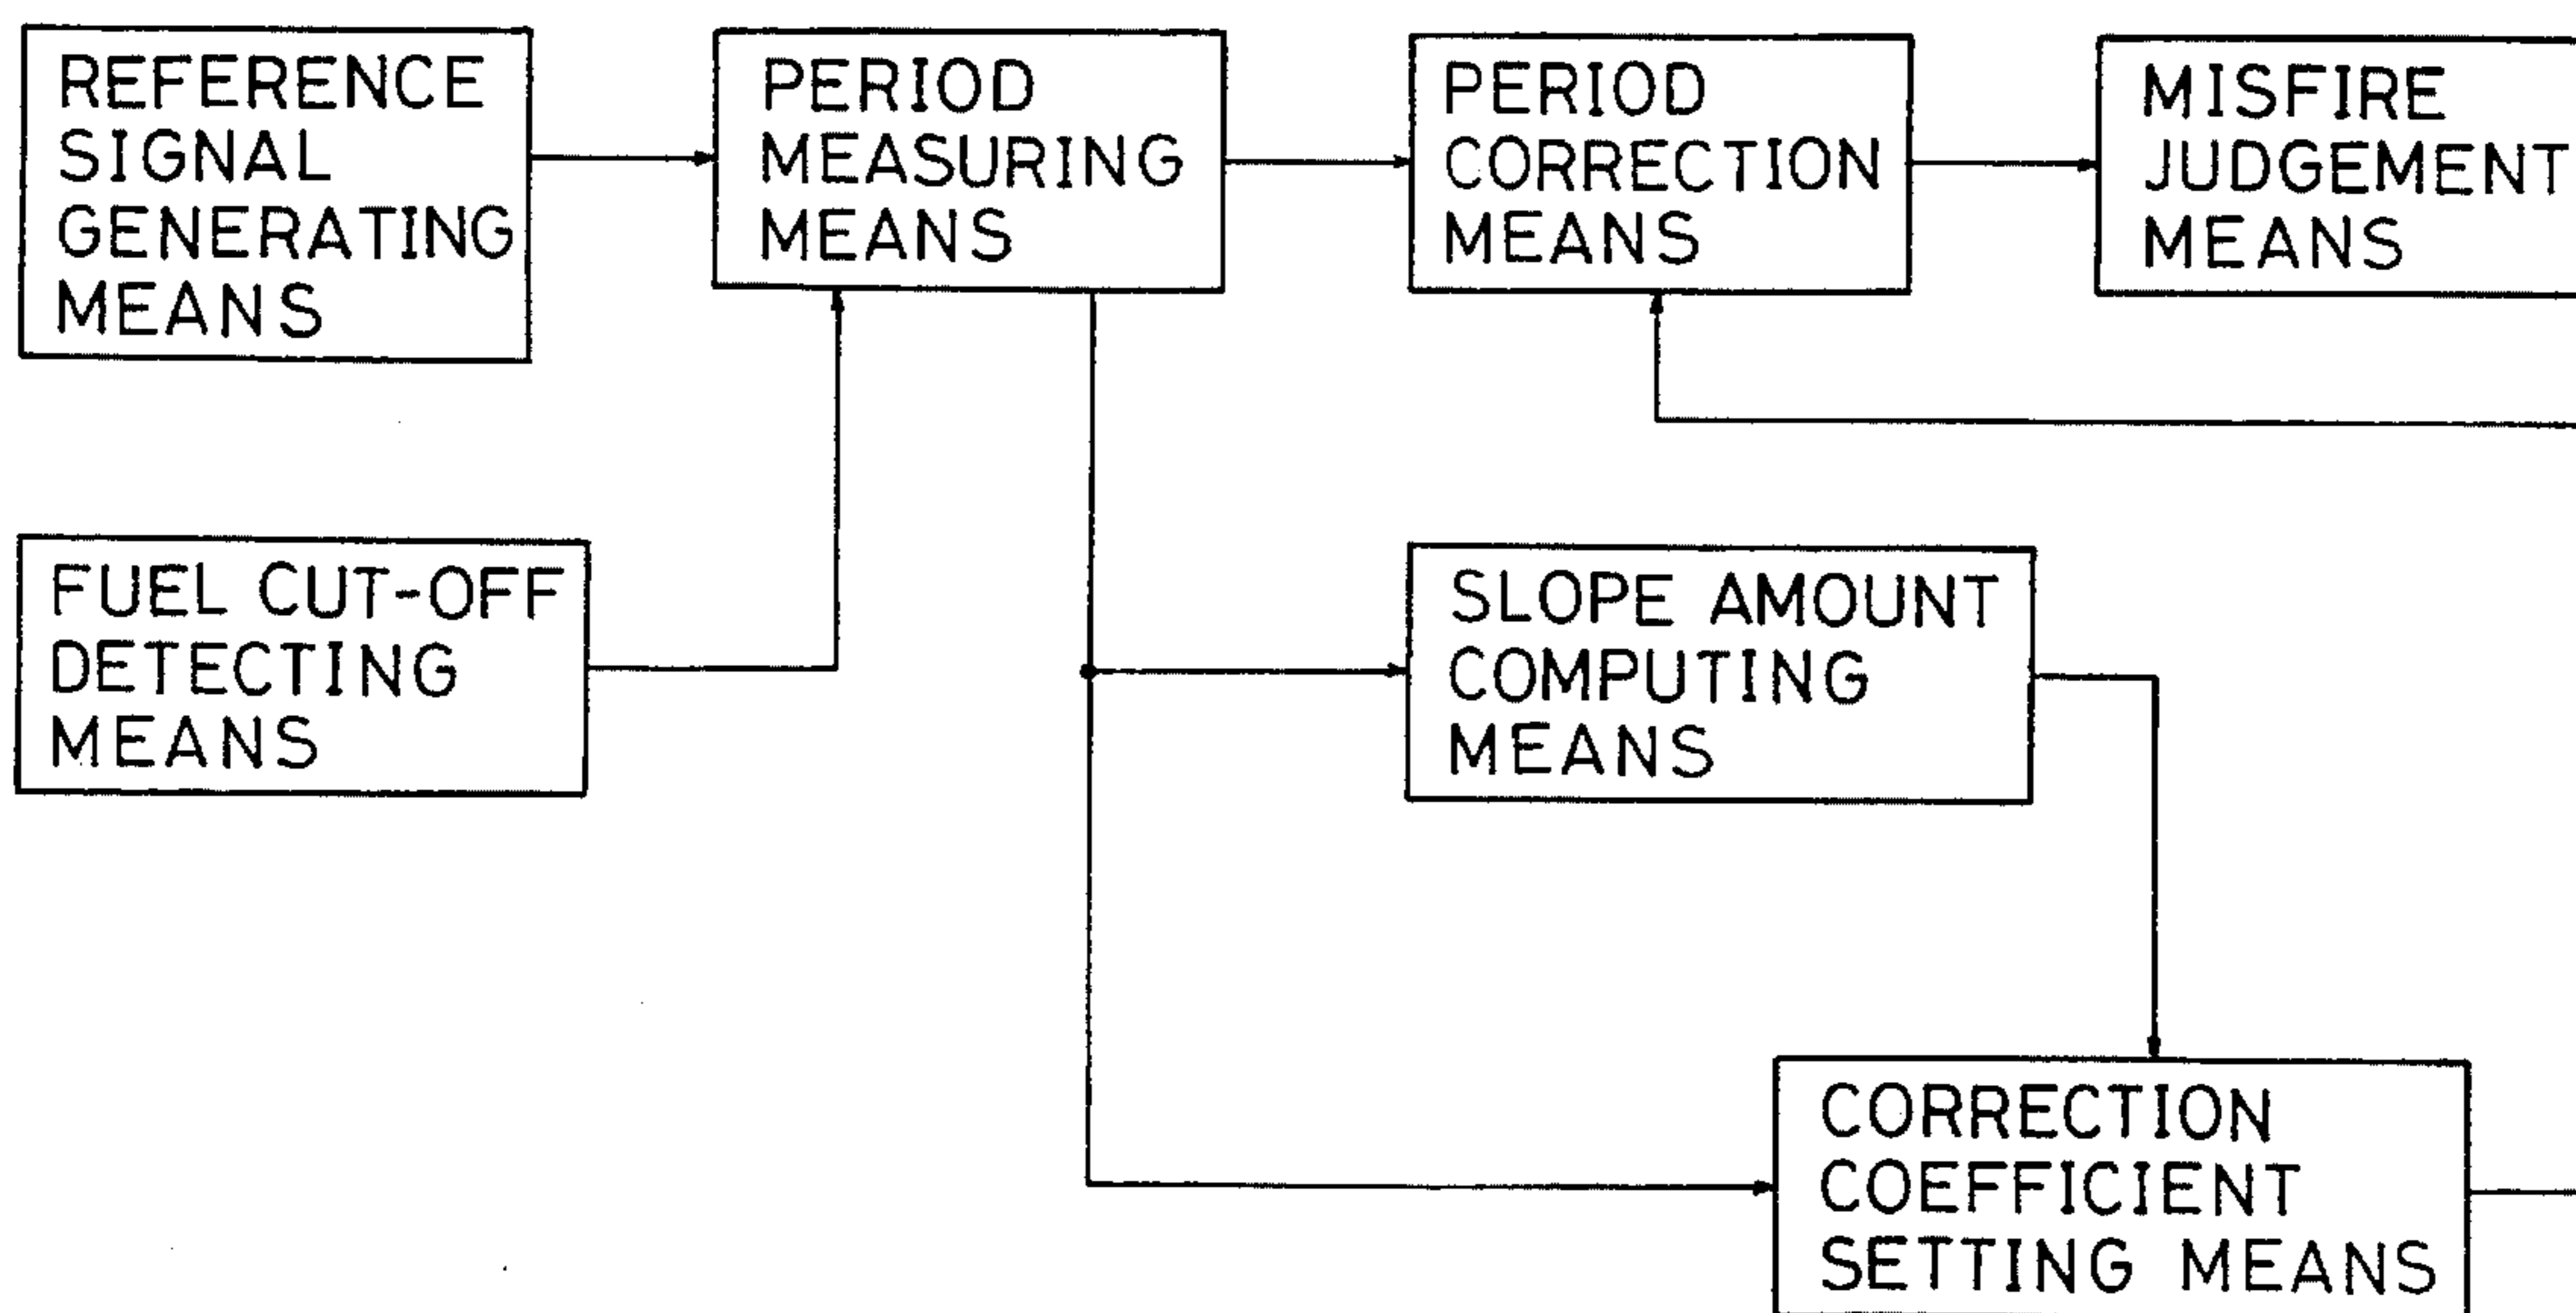 REFERENCE
SIGNAL
GENERATING
MEANS
PERIOD
MEASURING
MEANS
PERIOD
CORRECTION
MEANS
MISFIRE
JUDGEMENT
MEANS
FUEL CUT-OFF
DETECTING
MEANS
SLOPE AMOUNT
COMPUTING
MEANS
CORRECTION
COEFFICIENT
SETTING MEANS